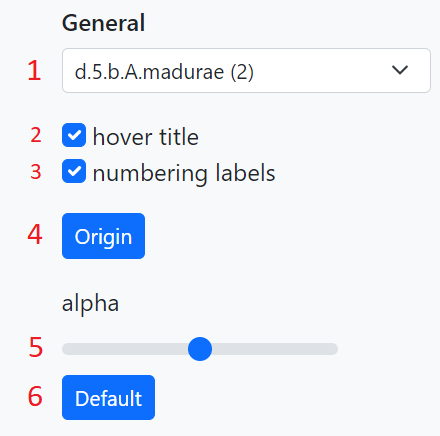 General
1 d.5.b.A.madurae (2)
2 hover title
3 numbering labels
4 Origin
alpha
5
6 Default